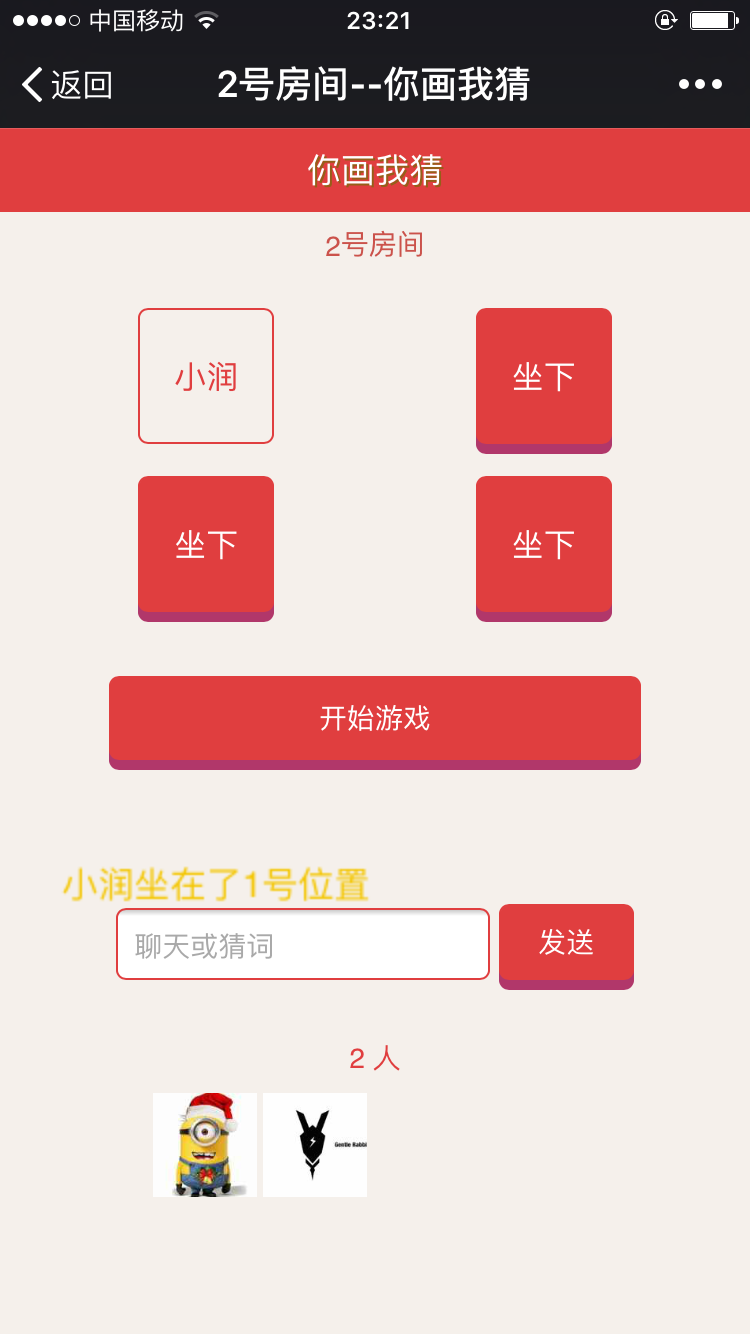 中国移动 23:21
返回 2号房间--你画我猜
你画我猜
2号房间
小润 坐下
坐下 坐下
开始游戏
小润坐在了1号位置
聊天或猜词 发送
2 人